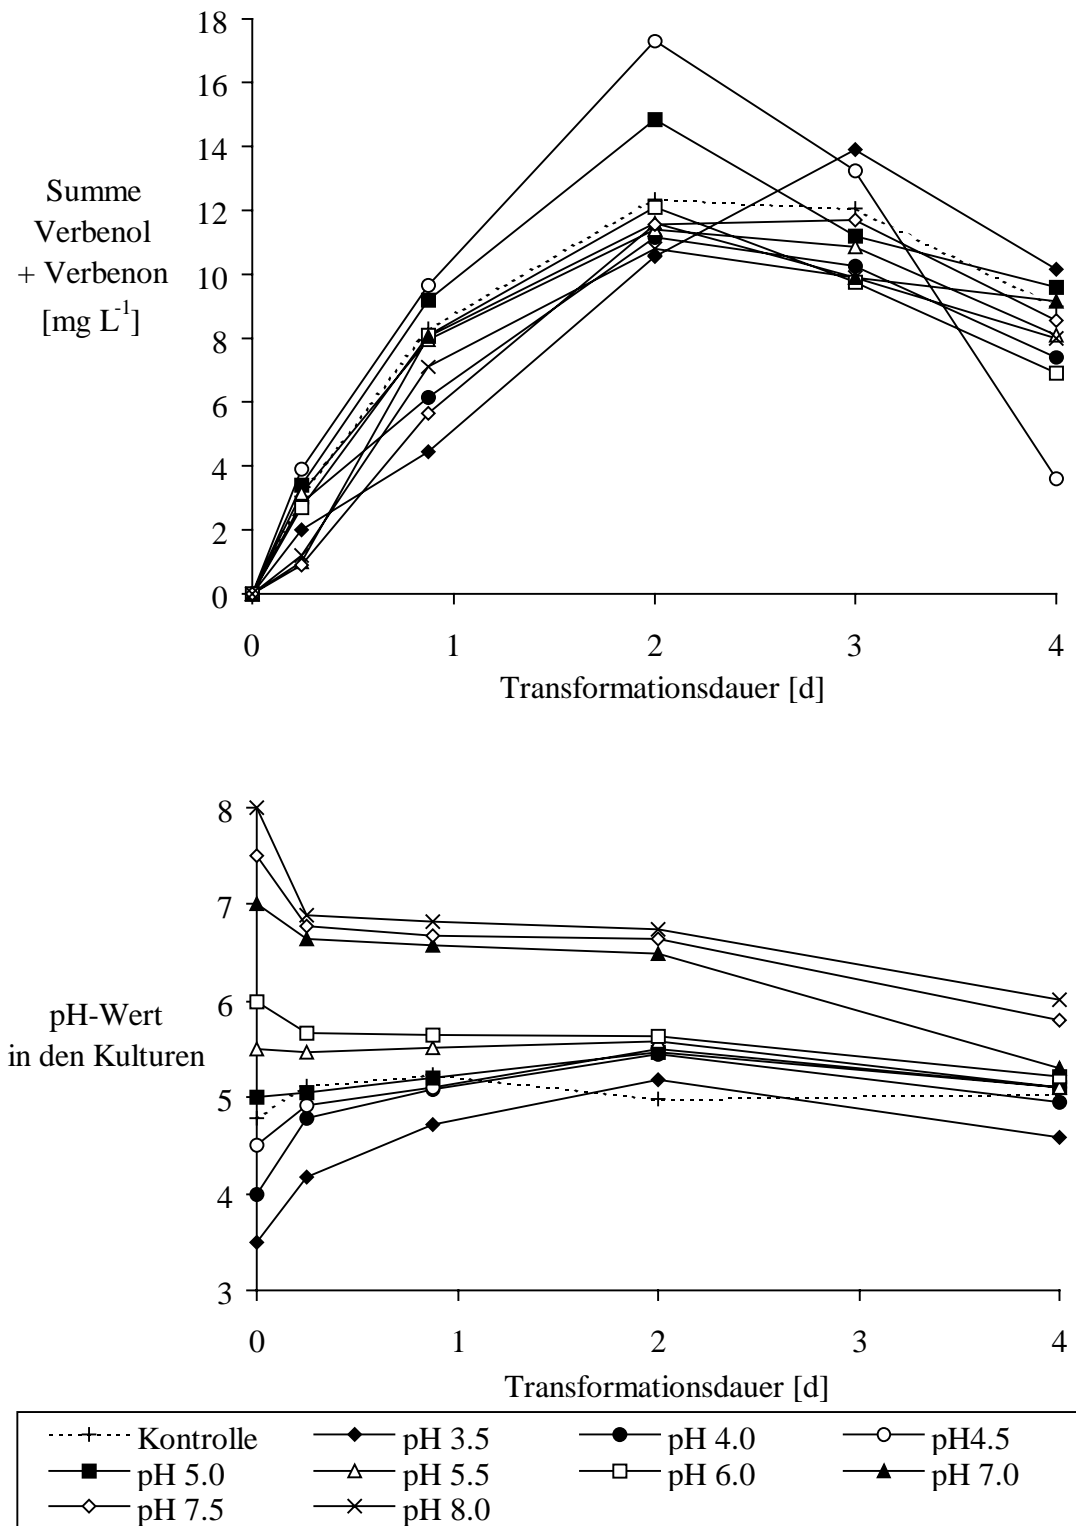 18
16
14
12
10
8
6
4
2
0
Summe
Verbenol
+ Verbenon
[mg L-1]
0 1 2 3 4
Transformationsdauer [d]
8
7
6
5
4
3
pH-Wert
in den Kulturen
0 1 2 3 4
Transformationsdauer [d]
Kontrolle pH 3.5 pH 4.0 pH4.5
pH 5.0 pH 5.5 pH 6.0 pH 7.0
pH 7.5 pH 8.0